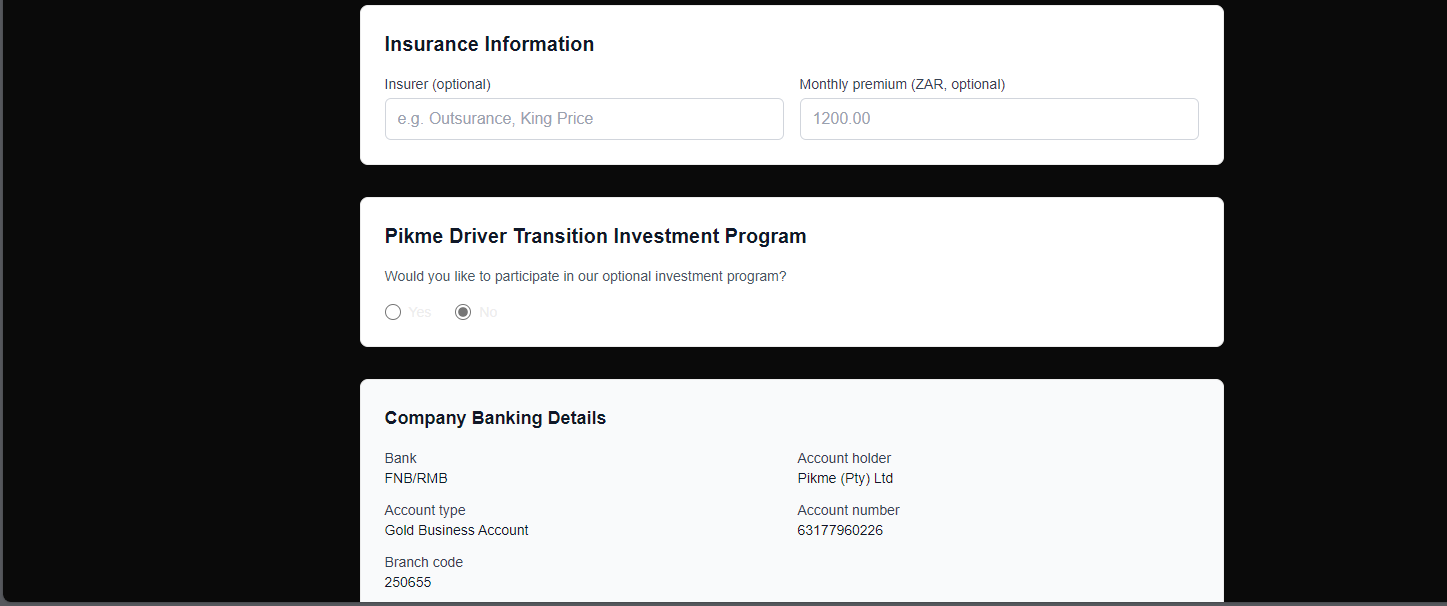 Insurance Information
Insurer (optional)
Monthly premium (ZAR, optional)
e.g. Outsurance, King Price
1200.00
Pikme Driver Transition Investment Program
Would you like to participate in our optional investment program?
Yes
No
Company Banking Details
Bank
FNB/RMB
Account holder
Pikme (Pty) Ltd
Account type
Gold Business Account
Account number
63177960226
Branch code
250655